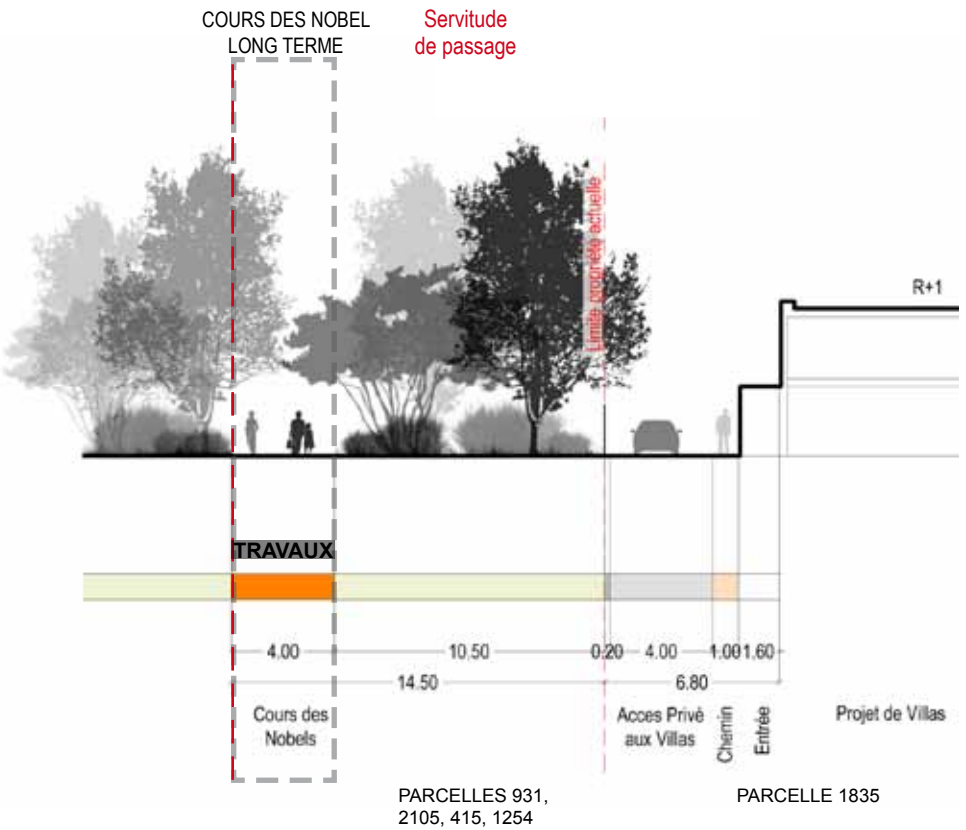 COURS DES NOBEL
LONG TERME
Servitude
de passage
Limite propriété actuelle
R+1
TRAVAUX
4.00
10.50
0.20
4.00
1.00
1.60
14.50
6.80
Cours des
Nobels
Acces Privé
aux Villas
Chemin
Entrée
Projet de Villas
PARCELLES 931,
2105, 415, 1254
PARCELLE 1835